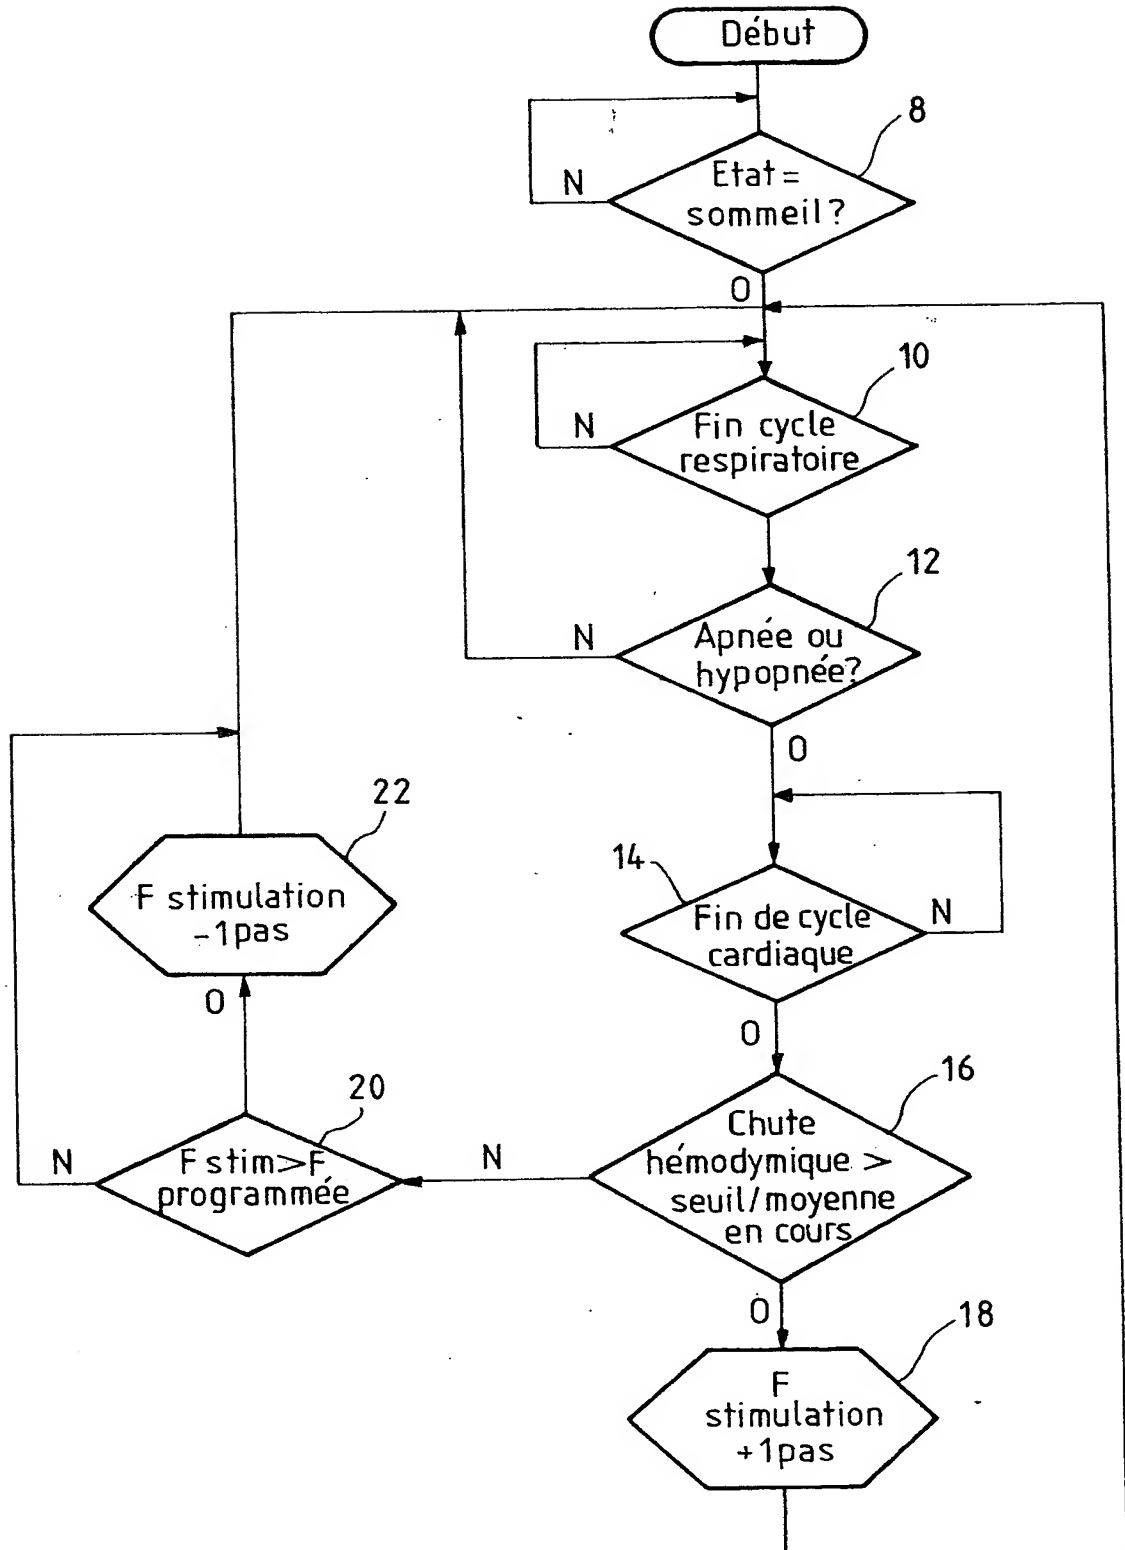 Début
8
Etat =
sommeil ?
N
O
10
Fin cycle
respiratoire
N
12
Apnée ou
hypopnée?
N
O
14
Fin de cycle
cardiaque
N
O
16
Chute
hémodymique >
seuil/moyenne
en cours
N
O
18
F
stimulation
+1pas
20
F stim>F
programmée
N
O
22
F stimulation
-1pas